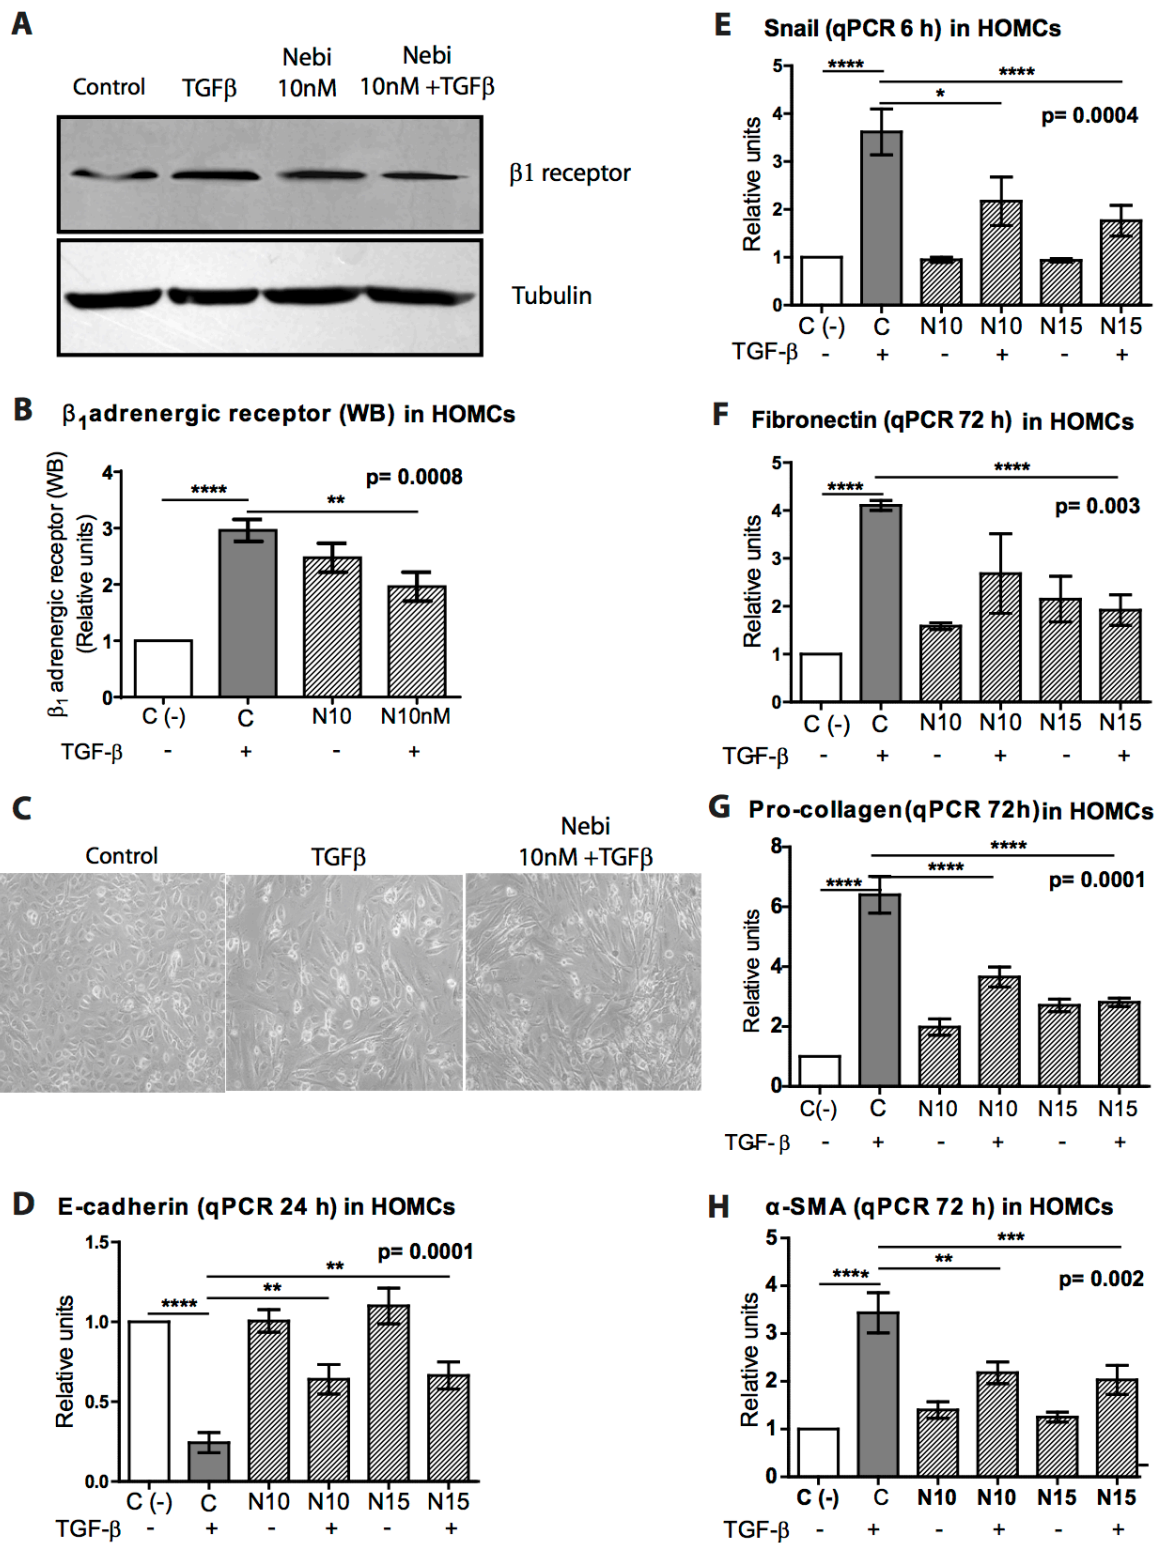 A
Control
TGFβ
Nebi
10nM
Nebi
10nM +TGFβ
β1 receptor
Tubulin
B
β1 adrenergic receptor (WB) in HOMCs
β1 adrenergic receptor (WB)
(Relative units)
4
3
2
1
0
p= 0.0008
****
**
C (-)
C
N10
N10nM
TGF-β
- + - +
C
Control
TGFβ
Nebi
10nM +TGFβ
D
E-cadherin (qPCR 24 h) in HOMCs
Relative units
1.5
1.0
0.5
0.0
p= 0.0001
**
**
****
C (-) C N10 N10 N15 N15
TGF-β - + - + - +
E
Snail (qPCR 6 h) in HOMCs
Relative units
5
4
3
2
1
0
****
****
*
p= 0.0004
C (-) C N10 N10 N15 N15
TGF-β - + - + - +
F
Fibronectin (qPCR 72 h) in HOMCs
Relative units
5
4
3
2
1
0
****
****
p= 0.003
C (-) C N10 N10 N15 N15
TGF-β - + - + - +
G
Pro-collagen (qPCR 72h) in HOMCs
Relative units
8
6
4
2
0
****
****
****
p= 0.0001
C(-) C N10 N10 N15 N15
TGF-β - + - + - +
H
α-SMA (qPCR 72 h) in HOMCs
Relative units
5
4
3
2
1
0
***
**
****
p= 0.002
C (-) C N10 N10 N15 N15
TGF-β - + - + - +